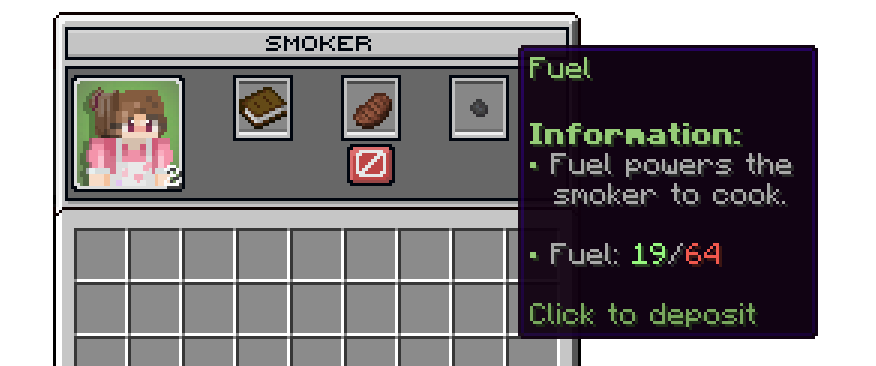 SMOKER
2
Fuel
Information:
• Fuel powers the
smoker to cook.
• Fuel: 19/64
Click to deposit